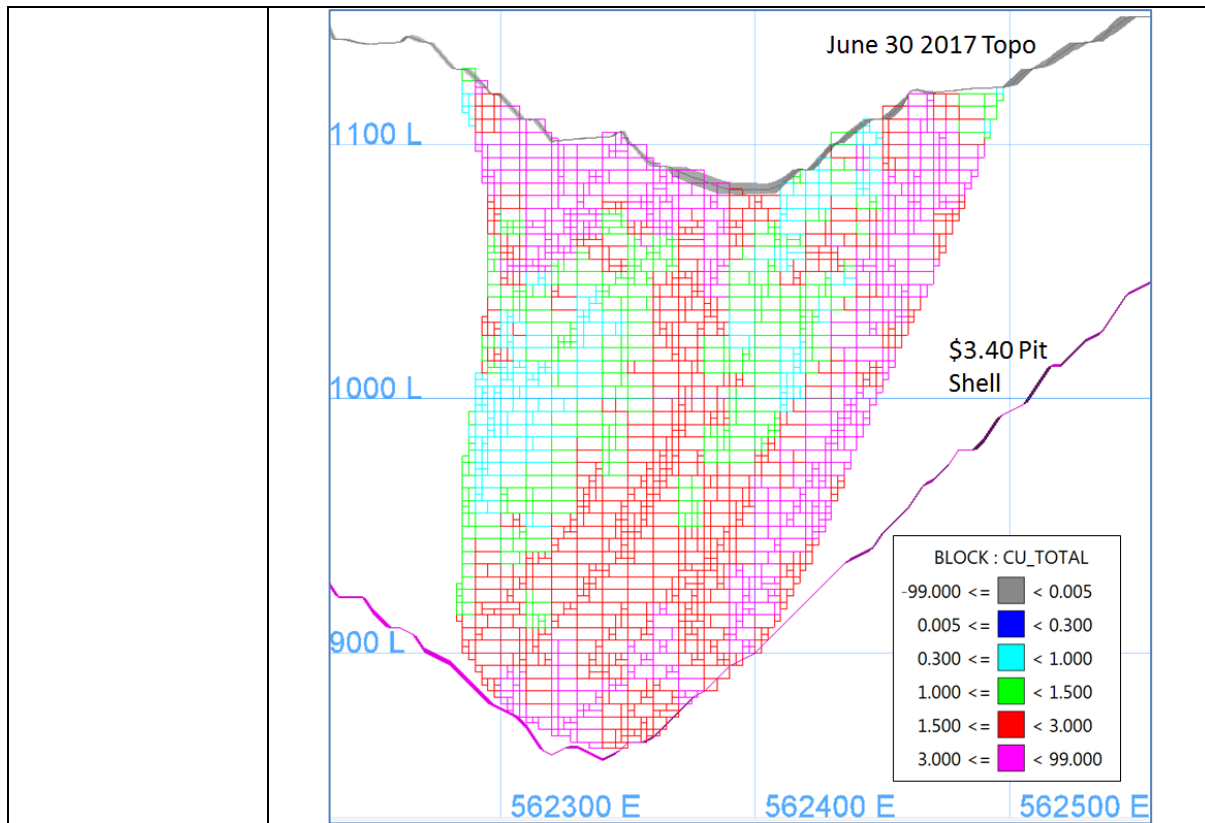 June 30 2017 Topo
1100 L
$3.40 Pit
Shell
1000 L
BLOCK : CU_TOTAL
-99.000 <= < 0.005
0.005 <= < 0.300
0.300 <= < 1.000
1.000 <= < 1.500
1.500 <= < 3.000
3.000 <= < 99.000
900 L
562300 E
562400 E
562500 E